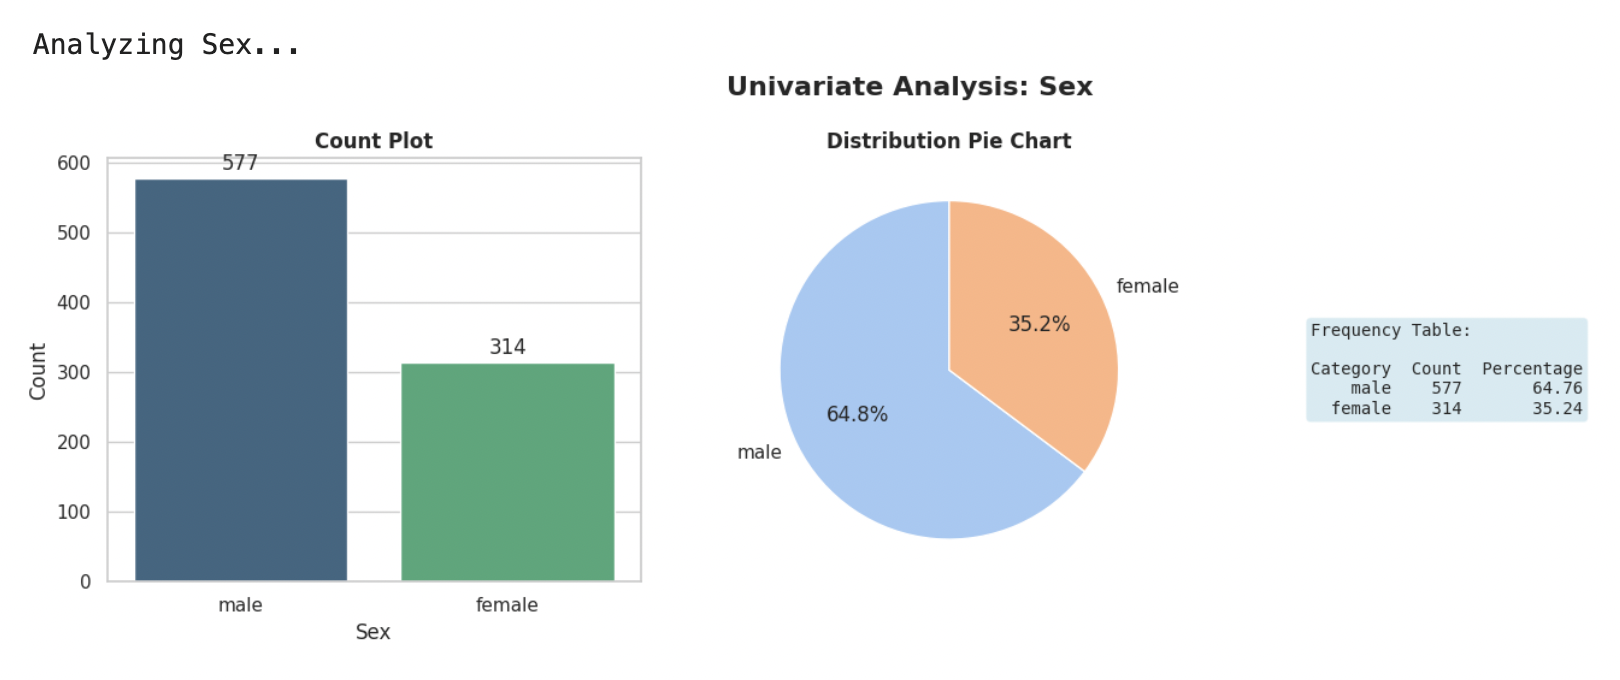 Analyzing Sex...
Univariate Analysis: Sex
Count Plot
600
500
400
300
200
100
0
Count
577
314
male
female
Sex
Distribution Pie Chart
female
35.2%
64.8%
male
Frequency Table:
Category Count Percentage
male 577 64.76
female 314 35.24